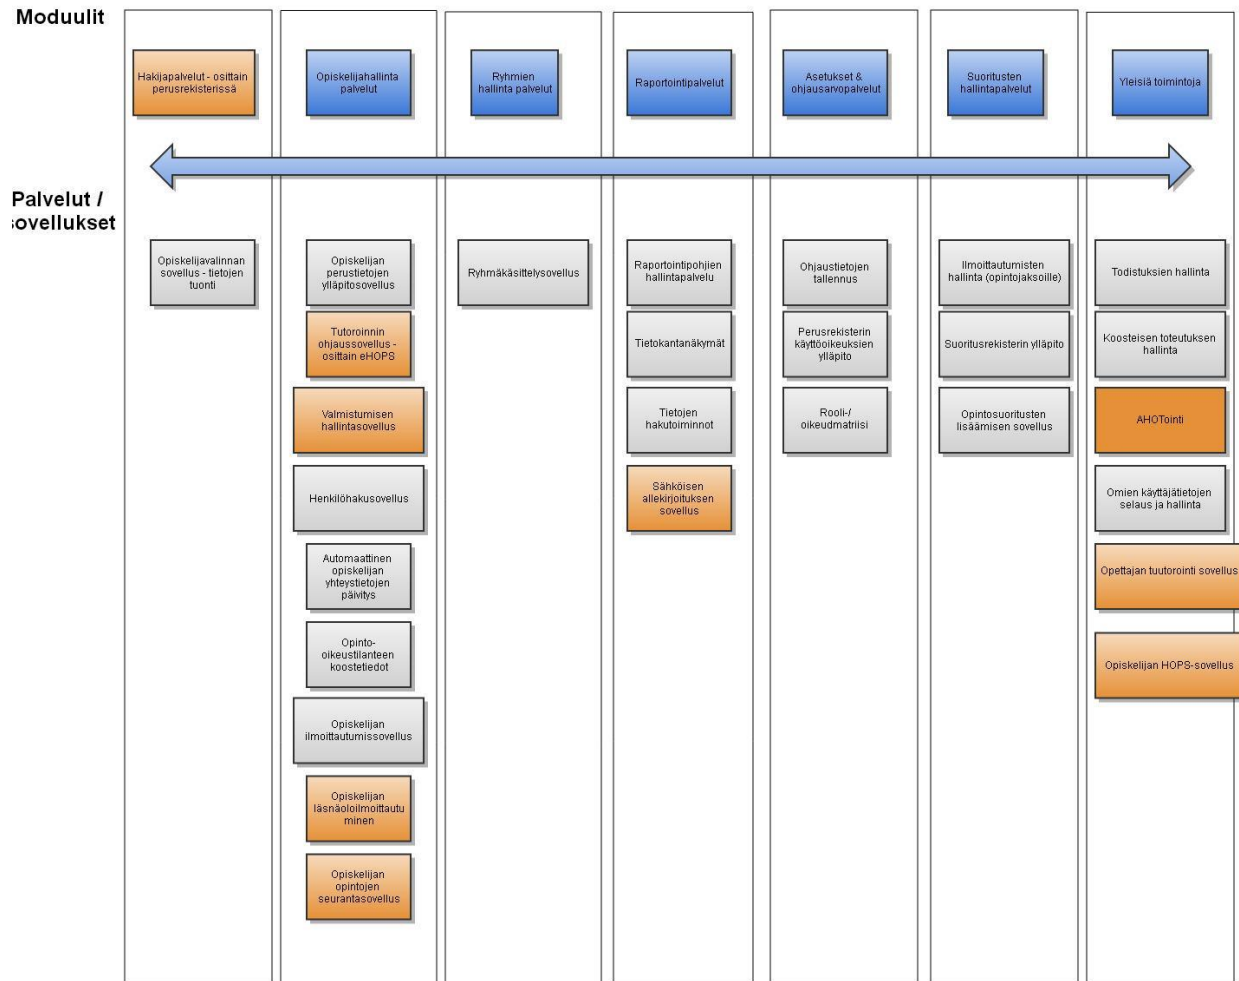 Moduulit
Hakijapalvelut - osittain
perusrekisterissä
Opiskelijahallinta
palvelut
Ryhmien
hallinta palvelut
Raportointipalvelut
Asetukset &
ohjausarvopalvelut
Suoritusten
hallintapalvelut
Yleisiä toimintoja
Palvelut /
sovellukset
Opiskelijavalinnan
sovellus - tietojen
tuonti
Opiskelijan
perustietojen
ylläpitosovellus
Tutoroinnin
ohjaussovellus -
osittain eHOPS
Valmistumisen
hallintasovellus
Henkilöhakusovellus
Automaattinen
opiskelijan
yhteystietojen
päivitys
Opinto-
oikeustilanteen
koostetiedot
Opiskelijan
ilmoittautumissovellus
Opiskelijan
läsnäoloilmoittautu
minen
Opiskelijan
opintojen
seurantasovellus
Ryhmäkäsittelysovellus
Raportointipohjien
hallintapalvelu
Tietokantanäkymät
Tietojen
hakutoiminnot
Sähköisen
allekirjoituksen
sovellus
Ohjaustietojen
tallennus
Perusrekisterin
käyttöoikeuksien
ylläpito
Rooli-/
oikeudmatriisi
Ilmoittautumisten
hallinta (opintojaksoille)
Suoritusrekisterin ylläpito
Opintosuoritusten
lisäämisen sovellus
Todistuksien hallinta
Koosteisen toteutuksen
hallinta
AHOTointi
Omien käyttäjätietojen
selaus ja hallinta
Opettajan tuutorointi sovellus
Opiskelijan HOPS-sovellus